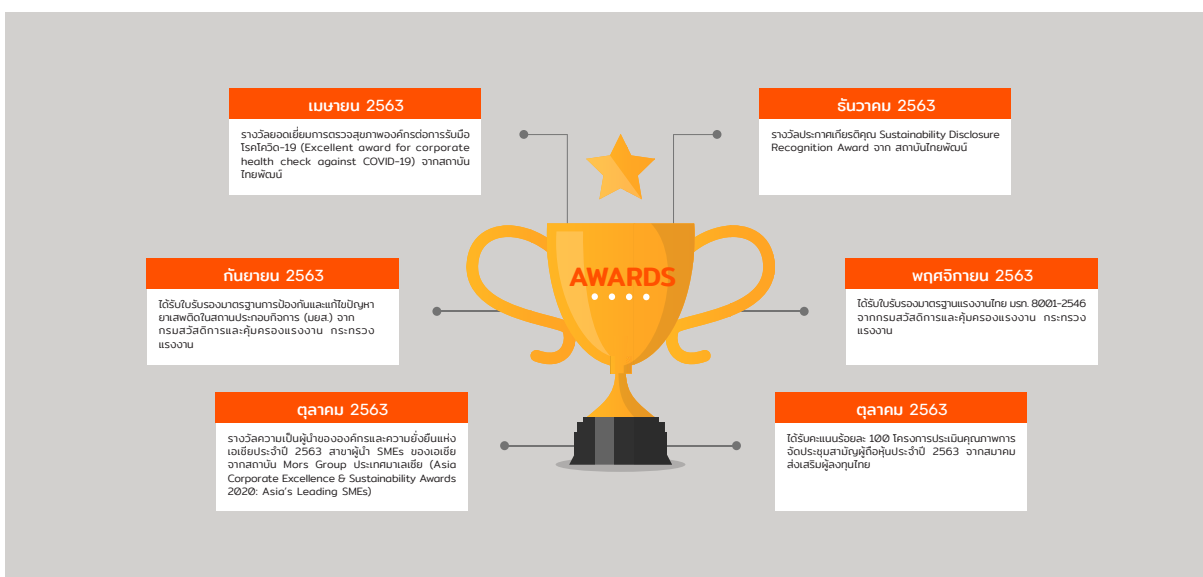 เมษายน 2563
รางวัลยอดเยี่ยมการตรวจสุขภาพองค์กรต่อการรับมือ
โรคโควิด-19 (Excellent award for corporate
health check against COVID-19) จากสถาบัน
ไทยพัฒน์
ธันวาคม 2563
รางวัลประกาศเกียรติคุณ Sustainability Disclosure
Recognition Award จาก สถาบันไทยพัฒน์
กันยายน 2563
ได้รับใบรับรองมาตรฐานการป้องกันและแก้ไขปัญหา
ยาเสพติดในสถานประกอบกิจการ (มยส.) จาก
กรมสวัสดิการและคุ้มครองแรงงาน กระทรวง
แรงงาน
AWARDS
พฤศจิกายน 2563
ได้รับใบรับรองมาตรฐานแรงงานไทย มรท. 8001-2546
จากกรมสวัสดิการและคุ้มครองแรงงาน กระทรวง
แรงงาน
ตุลาคม 2563
รางวัลความเป็นผู้นำขององค์กรและความยั่งยืนแห่ง
เอเชียประจำปี 2563 สาขาผู้นำ SMEs ของเอเชีย
จากสถาบัน Mors Group ประเทศมาเลเซีย (Asia
Corporate Excellence & Sustainability Awards
2020: Asia's Leading SMEs)
ตุลาคม 2563
ได้รับคะแนนร้อยละ 100 โครงการประเมินคุณภาพการ
จัดประชุมสามัญผู้ถือหุ้นประจำปี 2563 จากสมาคม
ส่งเสริมผู้ลงทุนไทย